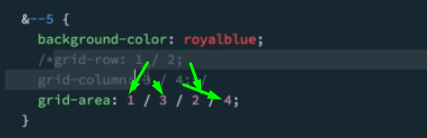 &--5 {
background-color: royalblue;
/*grid-row: 1 / 2;
grid-column: 3 / 4;*/
grid-area: 1 / 3 / 2 / 4;
}